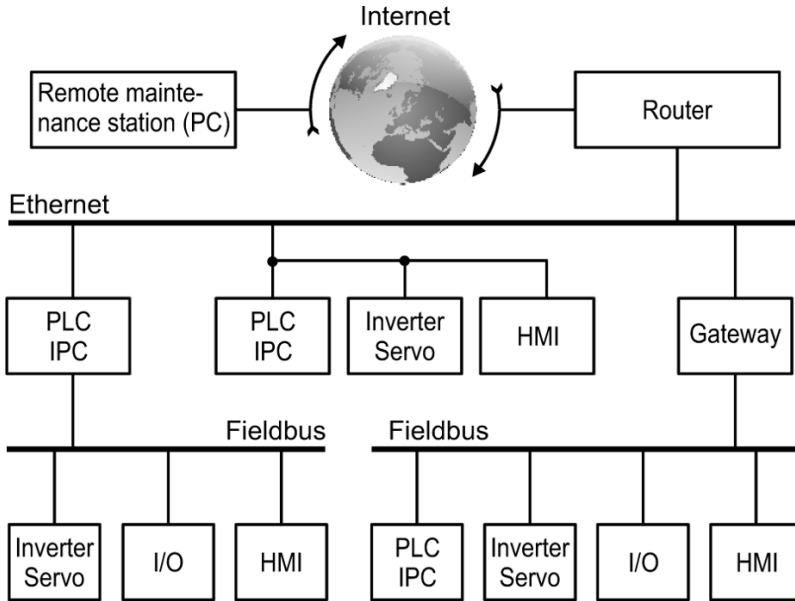 Internet
Remote mainte-
nance station (PC)
Router
Ethernet
PLC
IPC
PLC
IPC
Inverter
Servo
HMI
Gateway
Fieldbus
Fieldbus
Inverter
Servo
I/O
HMI
PLC
IPC
Inverter
Servo
I/O
HMI